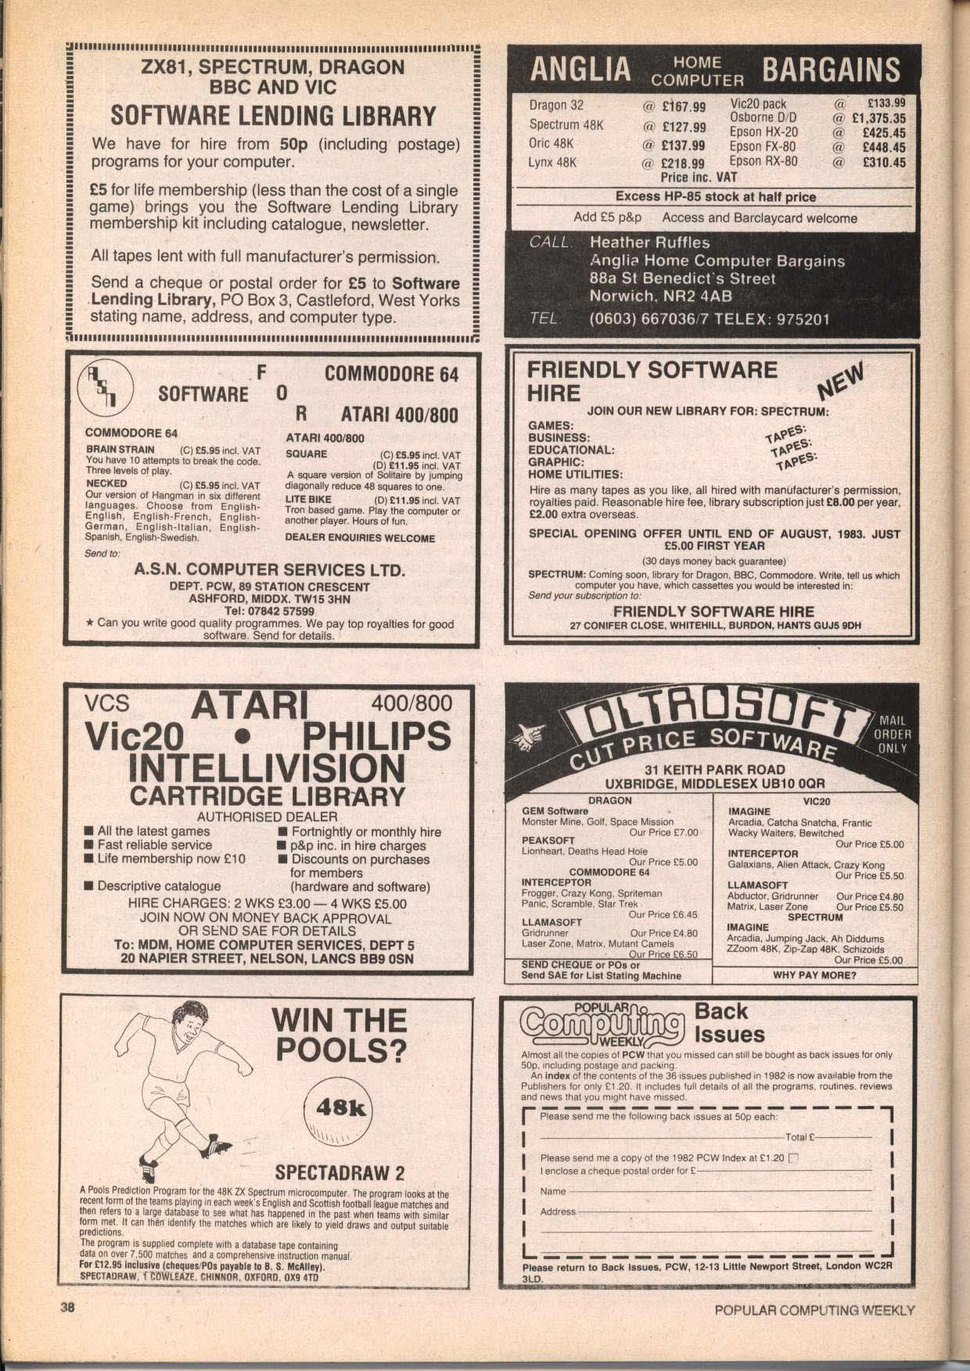 ZX81, SPECTRUM, DRAGON
BBC AND VIC
SOFTWARE LENDING LIBRARY
We have for hire from 50p (including postage)
programs for your computer.
£5 for life membership (less than the cost of a single
game) brings you the Software Lending Library
membership kit including catalogue, newsletter.
All tapes lent with full manufacturer's permission.
Send a cheque or postal order for £5 to Software
Lending Library, PO Box 3, Castleford, West Yorks
stating name, address, and computer type.
ANGLIA HOME COMPUTER BARGAINS
Dragon 32 @ £167.99
Spectrum 48K @ £127.99
Oric 48K @ £137.99
Lynx 48K @ £218.99
Vic20 pack @ £133.99
Osborne D/D @ £1,375.35
Epson HX-20 @ £425.45
Epson FX-80 @ £448.45
Epson RX-80 @ £310.45
Price inc. VAT
Excess HP-85 stock at half price
Add £5 p&p Access and Barclaycard welcome
CALL: Heather Ruffles
Anglia Home Computer Bargains
88a St Benedict's Street
Norwich, NR2 4AB
TEL. (0603) 667036/7 TELEX: 975201
ASN
SOFTWARE FOR COMMODORE 64
ATARI 400/800
COMMODORE 64
BRAIN STRAIN (C) £5.95 incl. VAT
You have 10 attempts to break the code.
Three levels of play.
NECKED (C) £5.95 incl. VAT
Our version of Hangman in six different
languages. Choose from English-
English, English-French, English-
German, English-Italian, English-
Spanish, English-Swedish.
Send to:
ATARI 400/800
SQUARE (C) £5.95 incl. VAT
(D) £11.95 incl. VAT
A square version of Solitaire by jumping
diagonally reduce 48 squares to one.
LITE BIKE (D) £11.95 incl. VAT
Tron based game. Play the computer or
another player. Hours of fun.
DEALER ENQUIRIES WELCOME
A.S.N. COMPUTER SERVICES LTD.
DEPT. PCW, 89 STATION CRESCENT
ASHFORD, MIDDX. TW15 3HN
Tel: 07842 57599
★ Can you write good quality programmes. We pay top royalties for good
software. Send for details.
FRIENDLY SOFTWARE
HIRE
NEW
JOIN OUR NEW LIBRARY FOR: SPECTRUM:
GAMES:
BUSINESS:
EDUCATIONAL:
GRAPHIC:
HOME UTILITIES:
TAPES:
TAPES:
TAPES:
Hire as many tapes as you like, all hired with manufacturer's permission,
royalties paid. Reasonable hire fee, library subscription just £8.00 per year,
£2.00 extra overseas.
SPECIAL OPENING OFFER UNTIL END OF AUGUST, 1983. JUST
£5.00 FIRST YEAR
(30 days money back guarantee)
SPECTRUM: Coming soon, library for Dragon, BBC, Commodore. Write, tell us which
computer you have, which cassettes you would be interested in:
Send your subscription to:
FRIENDLY SOFTWARE HIRE
27 CONIFER CLOSE, WHITEHILL, BURDON, HANTS GUJ5 9DH
VCS ATARI 400/800
Vic20 • PHILIPS
INTELLIVISION
CARTRIDGE LIBRARY
AUTHORISED DEALER
■ All the latest games
■ Fast reliable service
■ Life membership now £10
■ Descriptive catalogue
■ Fortnightly or monthly hire
■ p&p inc. in hire charges
■ Discounts on purchases
for members
(hardware and software)
HIRE CHARGES: 2 WKS £3.00 — 4 WKS £5.00
JOIN NOW ON MONEY BACK APPROVAL
OR SEND SAE FOR DETAILS
To: MDM, HOME COMPUTER SERVICES, DEPT 5
20 NAPIER STREET, NELSON, LANCS BB9 0SN
OLTROSOFT
CUT PRICE SOFTWARE
MAIL
ORDER
ONLY
31 KEITH PARK ROAD
UXBRIDGE, MIDDLESEX UB10 0QR
DRAGON
GEM Software
Monster Mine, Golf, Space Mission
Our Price £7.00
PEAKSOFT
Lionheart, Deaths Head Hole
Our Price £5.00
COMMODORE 64
INTERCEPTOR
Frogger, Crazy Kong, Spriteman
Panic, Scramble, Star Trek
Our Price £6.45
LLAMASOFT
Gridrunner Our Price £4.80
Laser Zone, Matrix, Mutant Camels
Our Price £6.50
SEND CHEQUE or POs or
Send SAE for List Stating Machine
VIC20
IMAGINE
Arcadia, Catcha Snatcha, Frantic
Wacky Waiters, Bewitched
Our Price £5.00
INTERCEPTOR
Galaxians, Alien Attack, Crazy Kong
Our Price £5.50
LLAMASOFT
Abductor, Gridrunner Our Price £4.80
Matrix, Laser Zone Our Price £5.50
SPECTRUM
IMAGINE
Arcadia, Jumping Jack, Ah Diddums
ZZoom 48K, Zip-Zap 48K, Schizoids
Our Price £5.00
WHY PAY MORE?
WIN THE
POOLS?
48k
SPECTADRAW 2
A Pools Prediction Program for the 48K ZX Spectrum microcomputer. The program looks at the
recent form of the teams playing in each week's English and Scottish football league matches and
then refers to a large database to see what has happened in the past when teams with similar
form met. It can then identify the matches which are likely to yield draws and output suitable
predictions.
The program is supplied complete with a database tape containing
data on over 7,500 matches and a comprehensive instruction manual.
For £12.95 inclusive (cheques/POs payable to B. S. McAlley).
SPECTADRAW, 1 COWLEAZE, CHINNOR, OXFORD, OX9 4TD
POPULAR
Computing
WEEKLY
Back
Issues
Almost all the copies of PCW that you missed can still be bought as back issues for only
50p, including postage and packing.
An index of the contents of the 36 issues published in 1982 is now available from the
Publishers for only £1.20. It includes full details of all the programs, routines, reviews
and news that you might have missed.
Please send me the following back issues at 50p each:
Total £
Please send me a copy of the 1982 PCW Index at £1.20
I enclose a cheque postal order for £
Name
Address
Please return to Back Issues, PCW, 12-13 Little Newport Street, London WC2R
3LD.
38
POPULAR COMPUTING WEEKLY